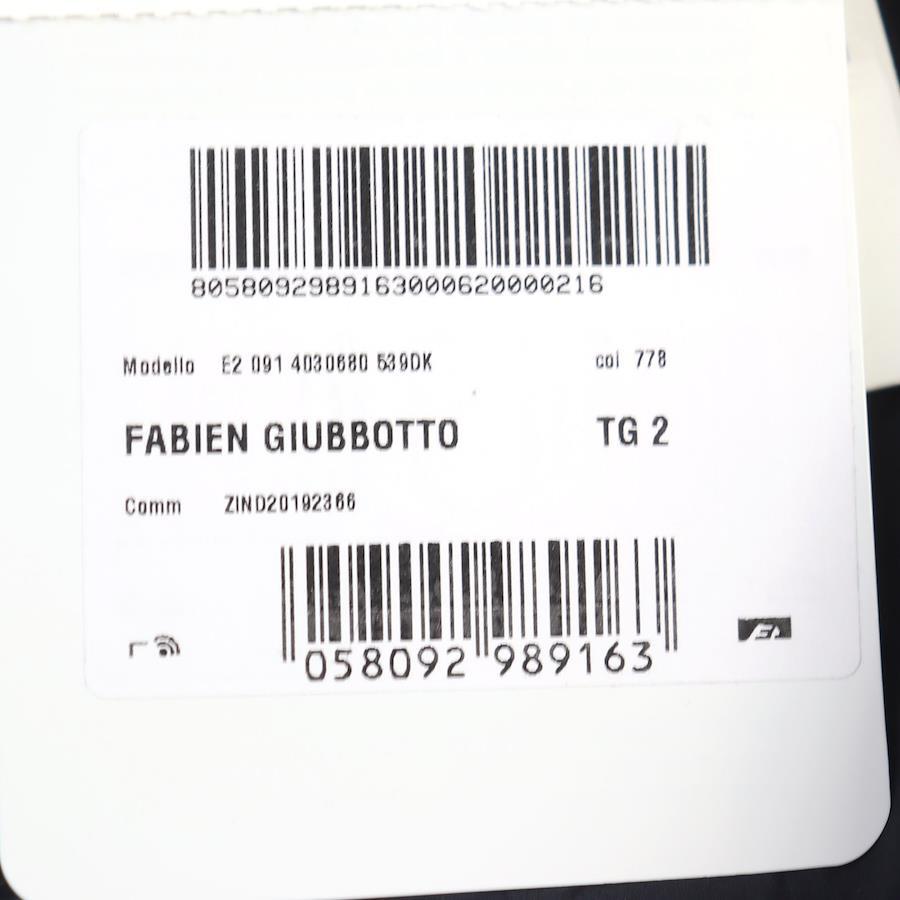 8058092989163000620000216
Modello E2 091 4030680 539DK col 778
FABIEN GIUBBOTTO TG 2
Comm ZIND20192366
058092 989163